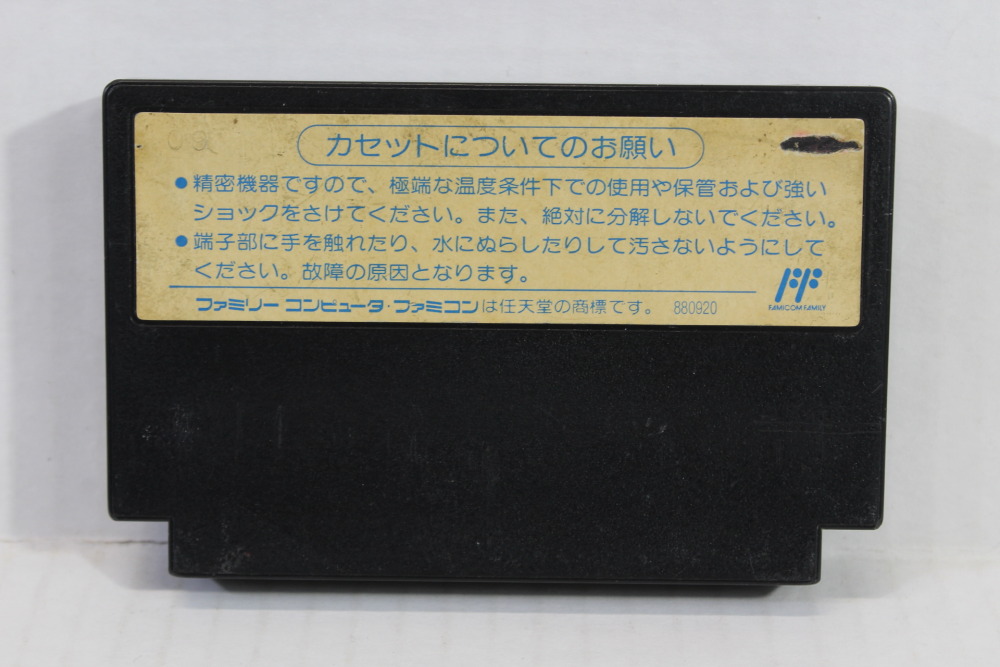 カセットについてのお願い
●精密機器ですので、極端な温度条件下での使用や保管および強い
ショックをさけてください。また、絶対に分解しないでください。
●端子部に手を触れたり、水にぬらしたりして汚さないようにして
ください。故障の原因となります。
FAMICOM FAMILY
ファミリー コンピュータ・ファミコンは任天堂の商標です。 880920